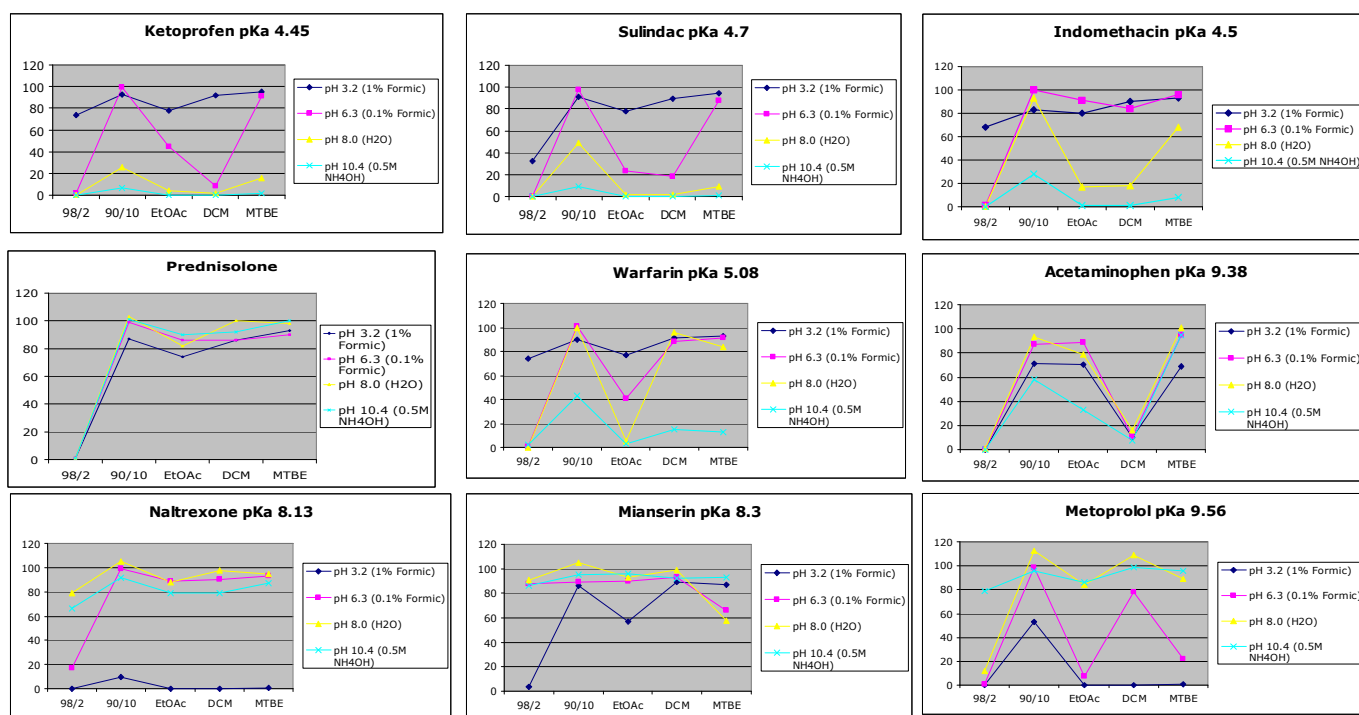 Ketoprofen pKa 4.45
120
100
80
60
40
20
0
98/2 90/10 EtOAc DCM MTBE
pH 3.2 (1% Formic)
pH 6.3 (0.1% Formic)
pH 8.0 (H2O)
pH 10.4 (0.5M
NH4OH)
Sulindac pKa 4.7
120
100
80
60
40
20
0
98/2 90/10 EtOAc DCM MTBE
pH 3.2 (1% Formic)
pH 6.3 (0.1% Formic)
pH 8.0 (H2O)
pH 10.4 (0.5M
NH4OH)
Indomethacin pKa 4.5
120
100
80
60
40
20
0
98/2 90/10 EtOAc DCM MTBE
pH 3.2 (1% Formic)
pH 6.3 (0.1% Formic)
pH 8.0 (H2O)
pH 10.4 (0.5M NH4OH)
Prednisolone
120
100
80
60
40
20
0
98/2 90/10 EtOAc DCM MTBE
pH 3.2 (1%
Formic)
pH 6.3 (0.1%
Formic)
pH 8.0 (H2O)
pH 10.4 (0.5M
NH4OH)
Warfarin pKa 5.08
120
100
80
60
40
20
0
98/2 90/10 EtOAc DCM MTBE
pH 3.2 (1% Formic)
pH 6.3 (0.1% Formic)
pH 8.0 (H2O)
pH 10.4 (0.5M
NH4OH)
Acetaminophen pKa 9.38
120
100
80
60
40
20
0
98/2 90/10 EtOAc DCM MTBE
pH 3.2 (1% Formic)
pH 6.3 (0.1% Formic)
pH 8.0 (H2O)
pH 10.4 (0.5M
NH4OH)
Naltrexone pKa 8.13
120
100
80
60
40
20
0
98/2 90/10 EtOAc DCM MTBE
pH 3.2 (1% Formic)
pH 6.3 (0.1% Formic)
pH 8.0 (H2O)
pH 10.4 (0.5M
NH4OH)
Mianserin pKa 8.3
120
100
80
60
40
20
0
98/2 90/10 EtOAc DCM MTBE
pH 3.2 (1% Formic)
pH 6.3 (0.1% Formic)
pH 8.0 (H2O)
pH 10.4 (0.5M
NH4OH)
Metoprolol pKa 9.56
120
100
80
60
40
20
0
98/2 90/10 EtOAc DCM MTBE
pH 3.2 (1% Formic)
pH 6.3 (0.1% Formic)
pH 8.0 (H2O)
pH 10.4 (0.5M
NH4OH)